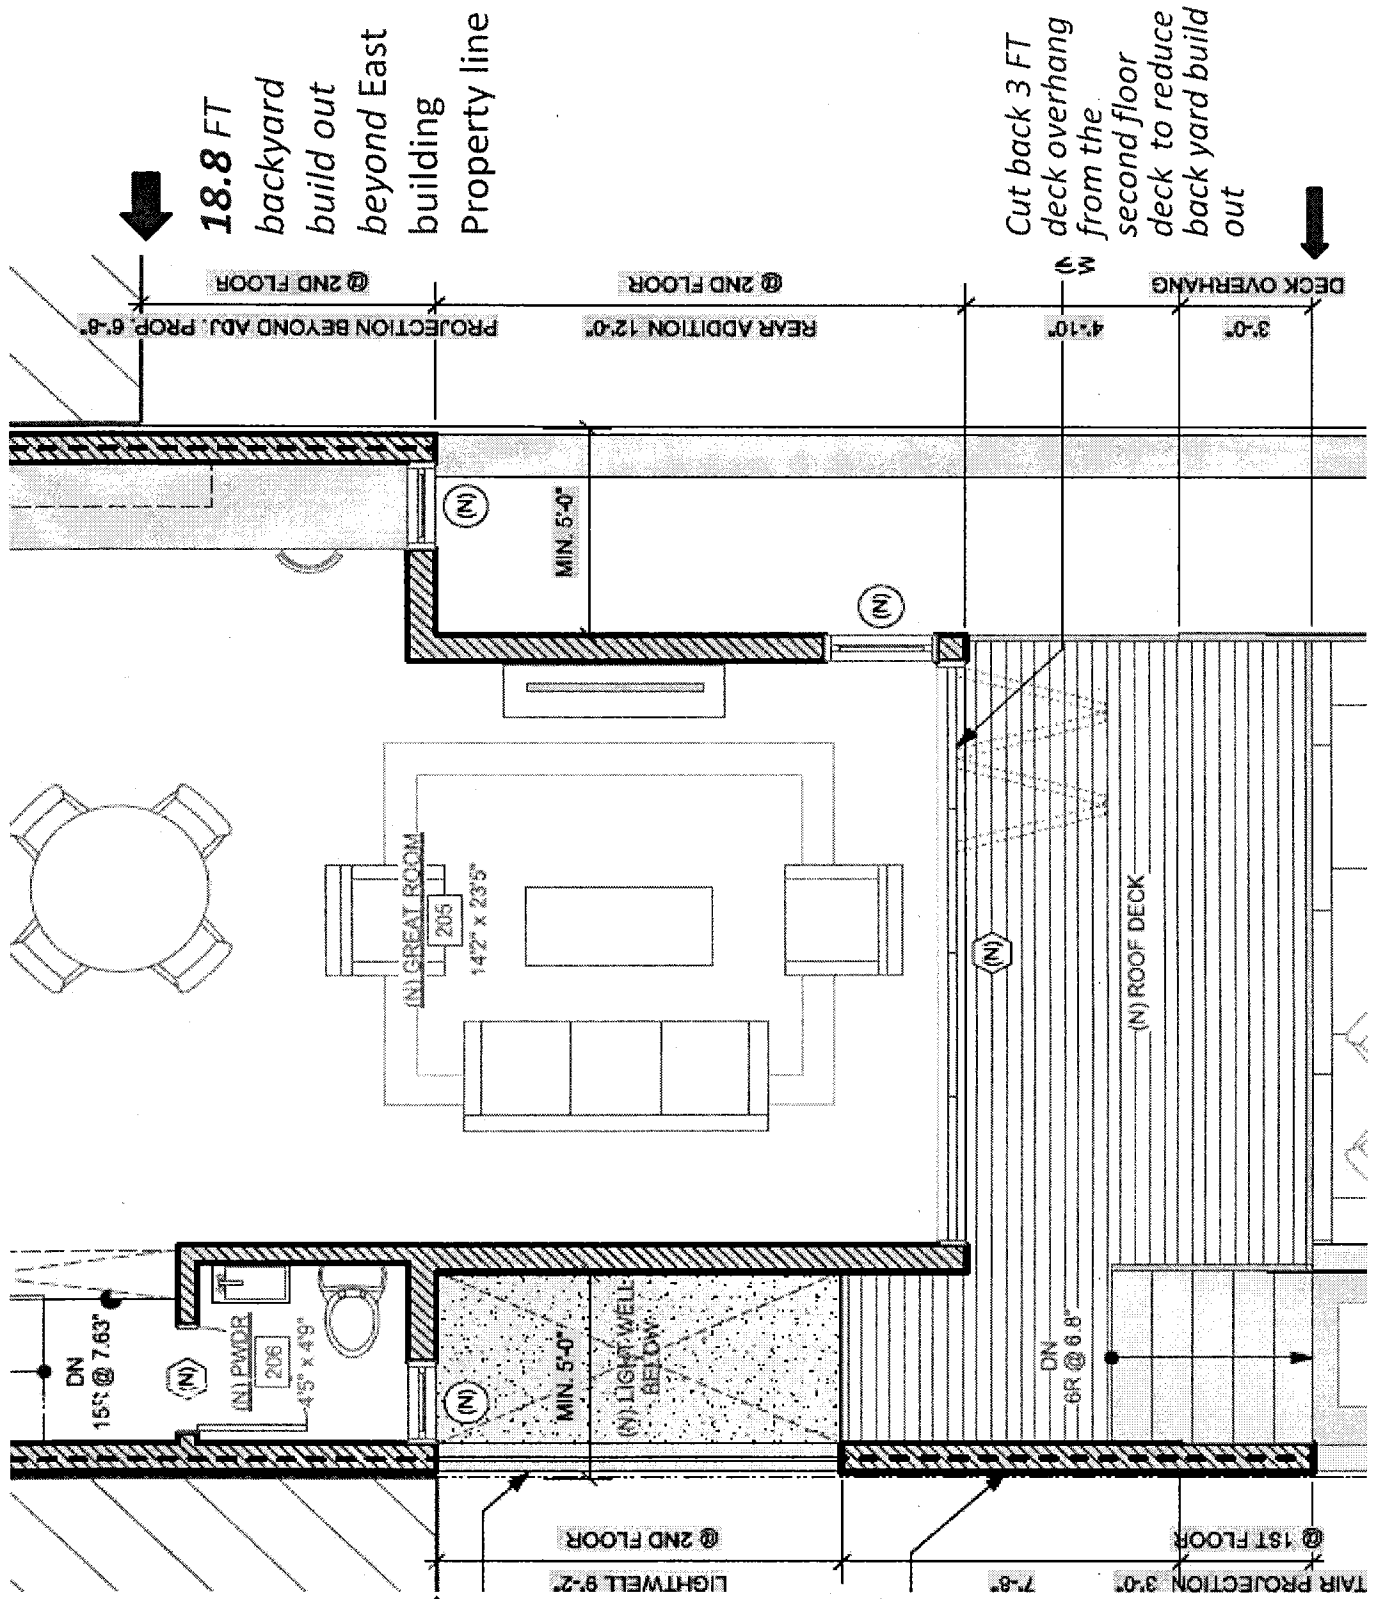 18.8 FT
backyard
build out
beyond East
building
Property line
Cut back 3 FT
deck overhang
from the
second floor
deck to reduce
back yard build
out
PROJECTION BEYOND ADJ. PROP. 6'-8"
@ 2ND FLOOR
REAR ADDITION 12'-0"
@ 2ND FLOOR
4'-10"
3'-0"
DECK OVERHANG
W
(N)
MIN. 5'-0"
(N)
(N) GREAT ROOM
205
14'2" x 23'5"
(N)
(N) ROOF DECK
DN
15R @ 7.63"
(N)
(N) PWDR
206
4'5" x 4'9"
(N)
MIN. 5'-0"
(N) LIGHT WELL
BELOW
DN
6R @ 6.8"
LIGHTWELL 9'-2"
@ 2ND FLOOR
7'-8"
TAIR PROJECTION 3'-0"
@ 1ST FLOOR